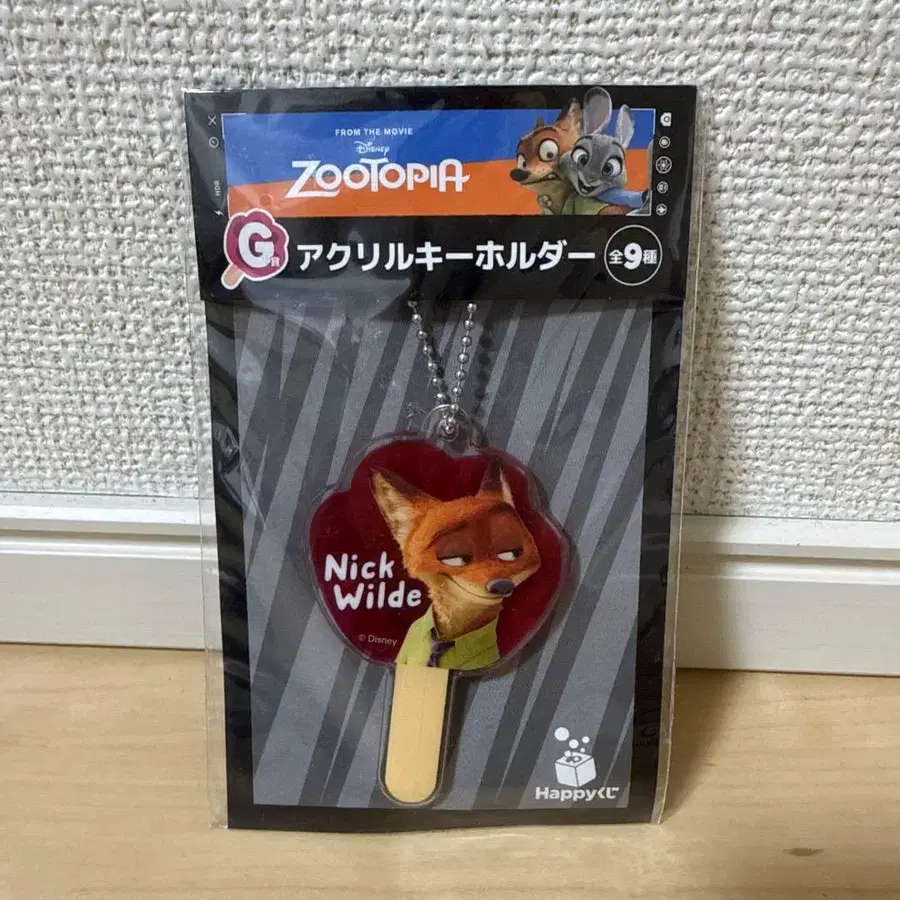 FROM THE MOVIE
Disney
ZOOTOPIA
HDR
G賞
アクリルキーホルダー
全9種
Nick
Wilde
© Disney
Happyくじ